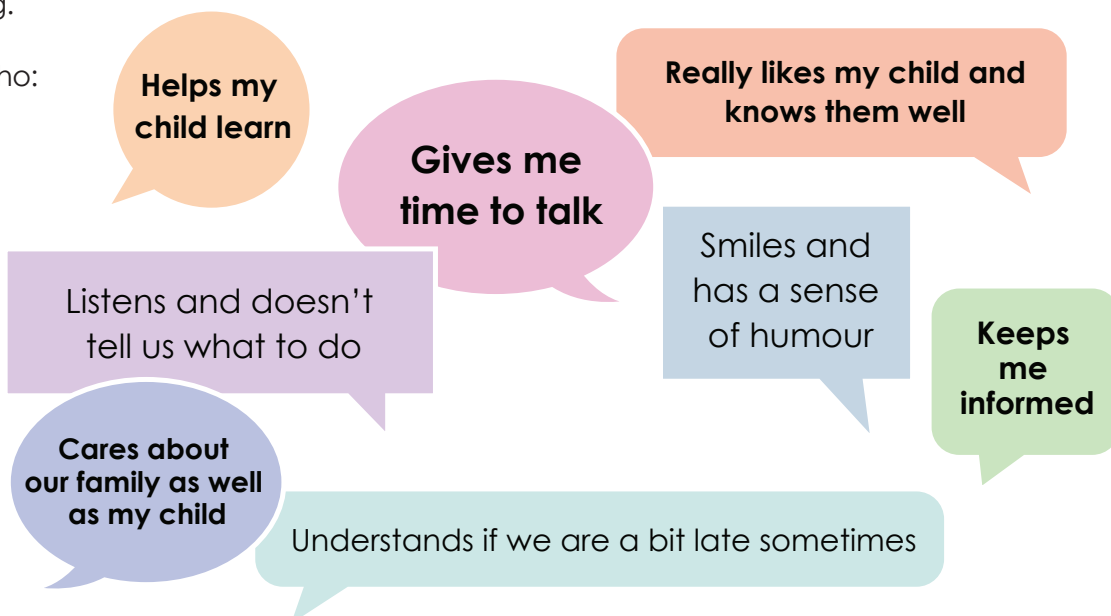 g.
Helps my
child learn
Really likes my child and
knows them well
Gives me
time to talk
Smiles and
has a sense
of humour
Listens and doesn’t
tell us what to do
Keeps
me
informed
Cares about
our family as well
as my child
Understands if we are a bit late sometimes